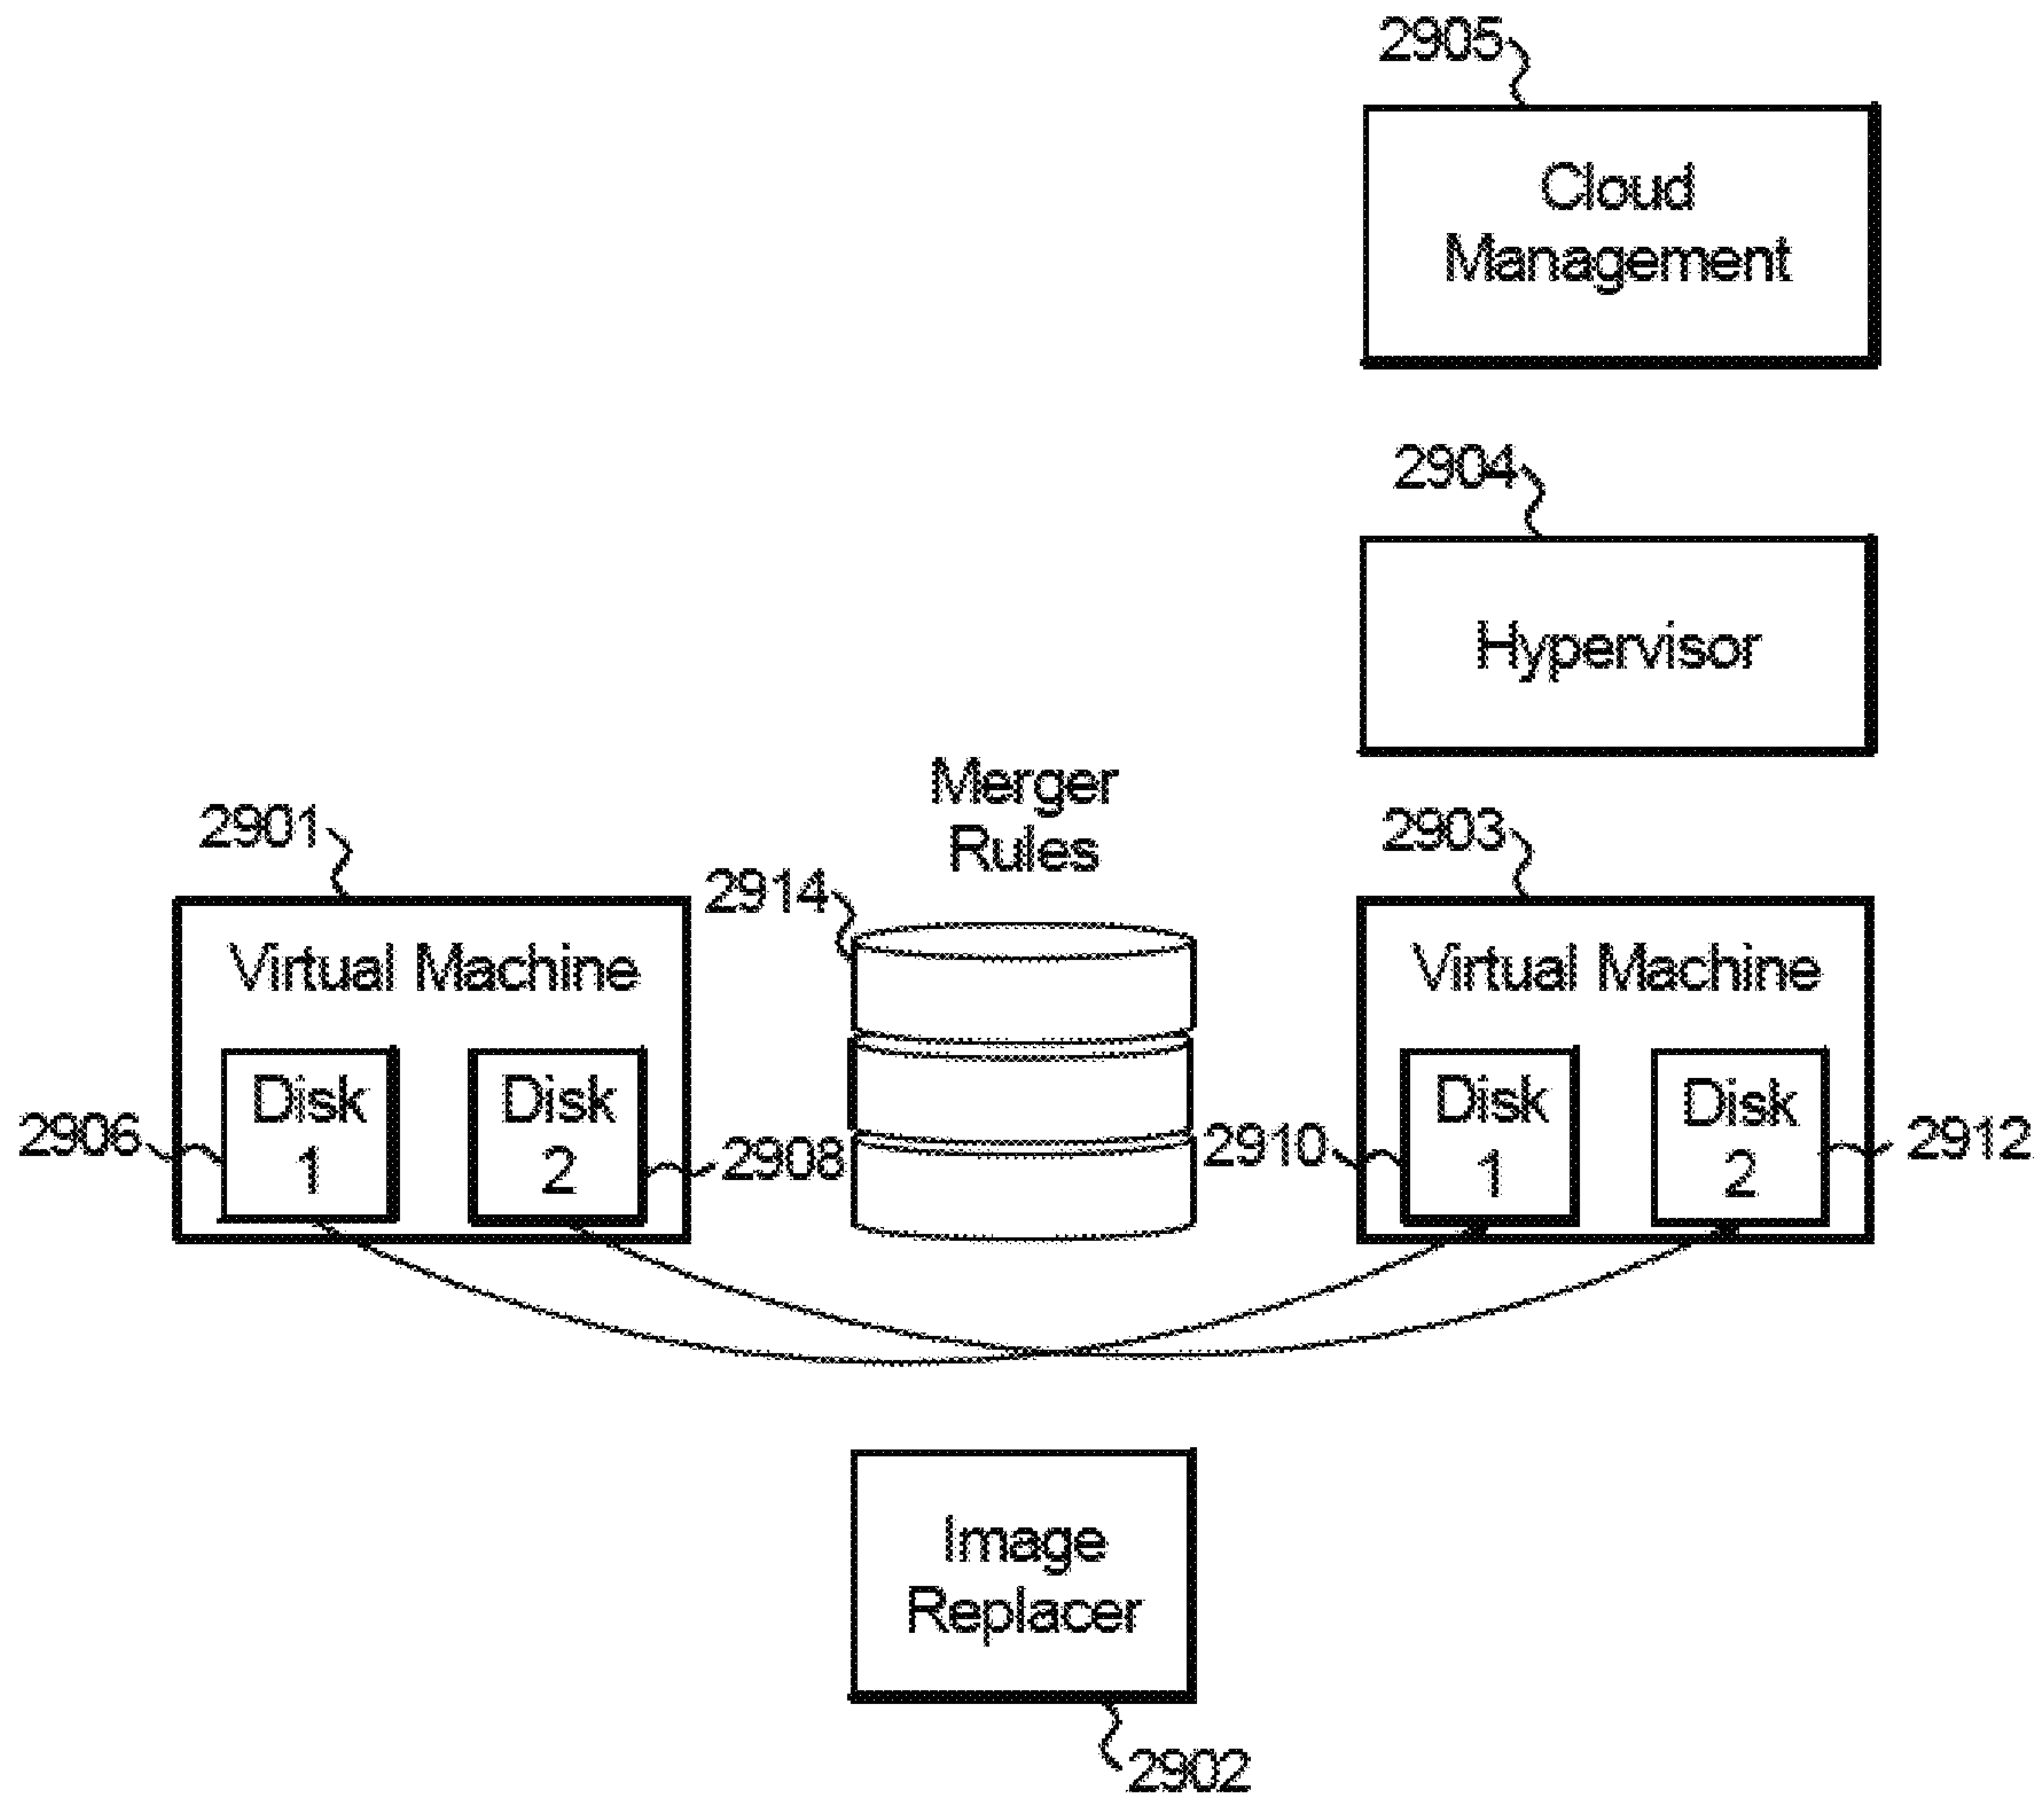 2905
Cloud
Management
2904
Hypervisor
Merger
Rules
2901
2903
2914
Virtual Machine
Virtual Machine
Disk
1
Disk
2
Disk
1
Disk
2
2906
2908
2910
2912
Image
Replacer
2902